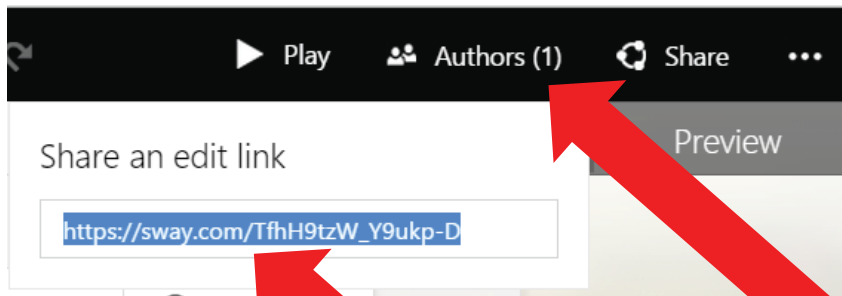 Play Authors (1) Share
Preview
Share an edit link
https://sway.com/TfhH9tzW_Y9ukp-D